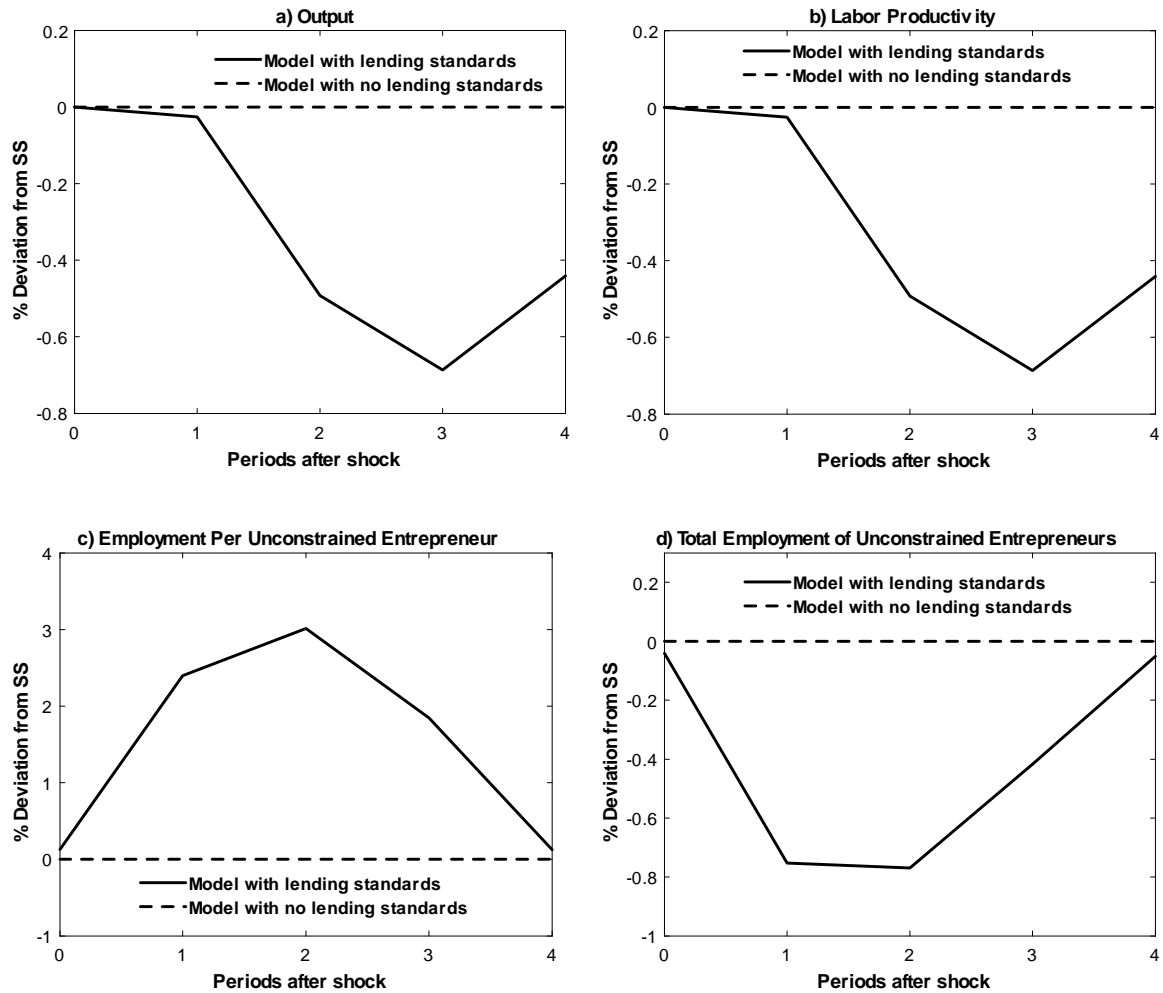 a) Output
0.2
0
-0.2
-0.4
-0.6
-0.8
% Deviation from SS
Model with lending standards
Model with no lending standards
0 1 2 3 4
Periods after shock
b) Labor Productivity
0.2
0
-0.2
-0.4
-0.6
-0.8
% Deviation from SS
Model with lending standards
Model with no lending standards
0 1 2 3 4
Periods after shock
c) Employment Per Unconstrained Entrepreneur
4
3
2
1
0
-1
% Deviation from SS
Model with lending standards
Model with no lending standards
0 1 2 3 4
Periods after shock
d) Total Employment of Unconstrained Entrepreneurs
0.2
0
-0.2
-0.4
-0.6
-0.8
-1
% Deviation from SS
Model with lending standards
Model with no lending standards
0 1 2 3 4
Periods after shock